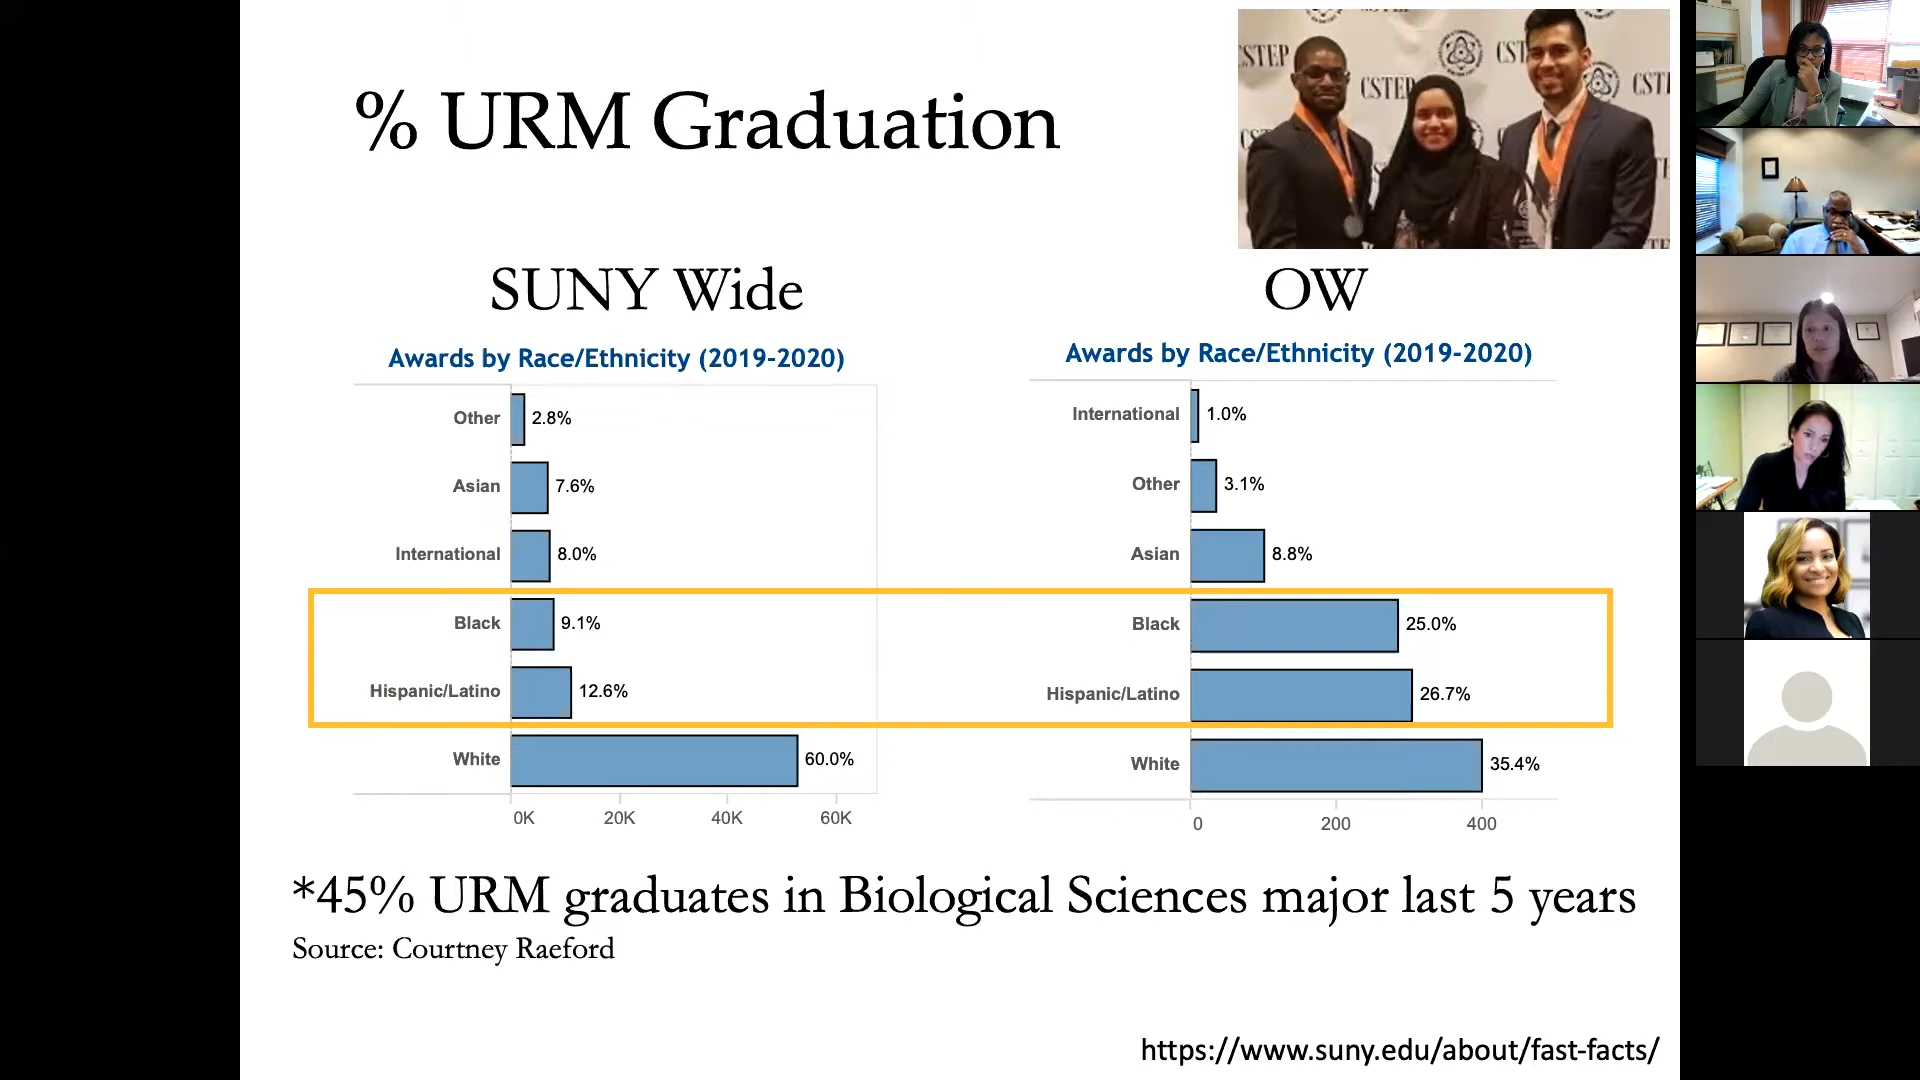 % URM Graduation
CSTEP
CSTEP
SUNY Wide
OW
Awards by Race/Ethnicity (2019-2020)
Other 2.8%
Asian 7.6%
International 8.0%
Black 9.1%
Hispanic/Latino 12.6%
White 60.0%
0K 20K 40K 60K
Awards by Race/Ethnicity (2019-2020)
International 1.0%
Other 3.1%
Asian 8.8%
Black 25.0%
Hispanic/Latino 26.7%
White 35.4%
0 200 400
*45% URM graduates in Biological Sciences major last 5 years
Source: Courtney Raeford
https://www.suny.edu/about/fast-facts/